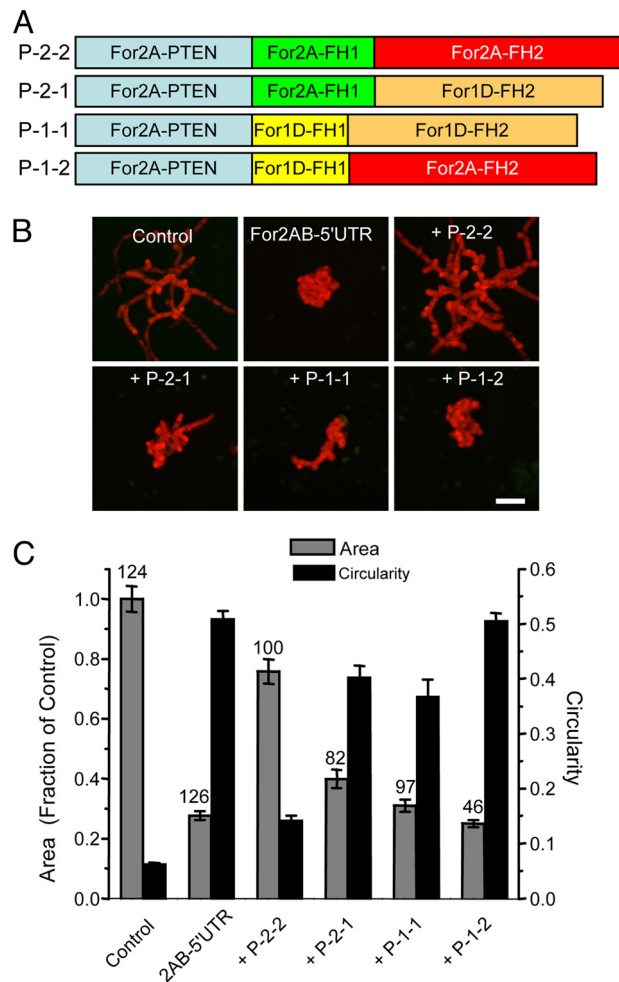 A
P-2-2 For2A-PTEN For2A-FH1 For2A-FH2
P-2-1 For2A-PTEN For2A-FH1 For1D-FH2
P-1-1 For2A-PTEN For1D-FH1 For1D-FH2
P-1-2 For2A-PTEN For1D-FH1 For2A-FH2
B
Control For2AB-5'UTR + P-2-2
+ P-2-1 + P-1-1 + P-1-2
C
Area
Circularity
Area (Fraction of Control)
1.0
0.8
0.6
0.4
0.2
0.0
124
126
100
82
97
46
0.6
0.5
0.4
0.3
0.2
0.1
0.0
Circularity
Control
2AB-5'UTR
+ P-2-2
+ P-2-1
+ P-1-1
+ P-1-2